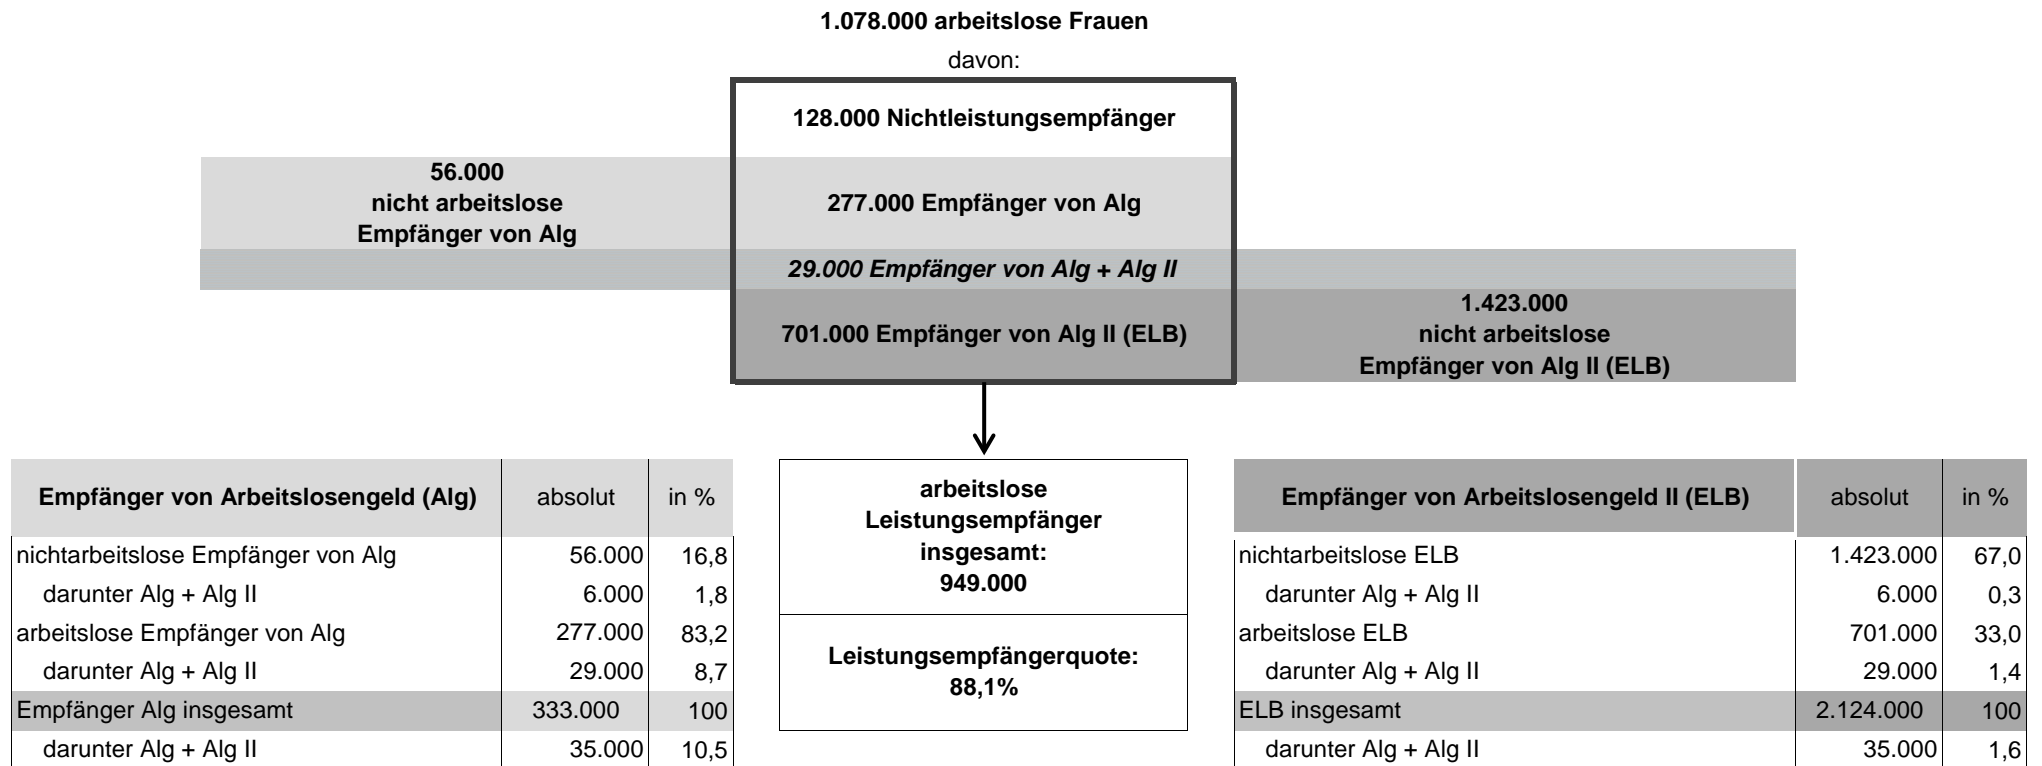 1.078.000 arbeitslose Frauen
davon:
128.000 Nichtleistungsempfänger
56.000
nicht arbeitslose
Empfänger von Alg
277.000 Empfänger von Alg
29.000 Empfänger von Alg + Alg II
701.000 Empfänger von Alg II (ELB)
1.423.000
nicht arbeitslose
Empfänger von Alg II (ELB)
Empfänger von Arbeitslosengeld (Alg) absolut in %
nichtarbeitslose Empfänger von Alg 56.000 16,8
darunter Alg + Alg II 6.000 1,8
arbeitslose Empfänger von Alg 277.000 83,2
darunter Alg + Alg II 29.000 8,7
Empfänger Alg insgesamt 333.000 100
darunter Alg + Alg II 35.000 10,5
arbeitslose
Leistungsempfänger
insgesamt:
949.000
Leistungsempfängerquote:
88,1%
Empfänger von Arbeitslosengeld II (ELB) absolut in %
nichtarbeitslose ELB 1.423.000 67,0
darunter Alg + Alg II 6.000 0,3
arbeitslose ELB 701.000 33,0
darunter Alg + Alg II 29.000 1,4
ELB insgesamt 2.124.000 100
darunter Alg + Alg II 35.000 1,6